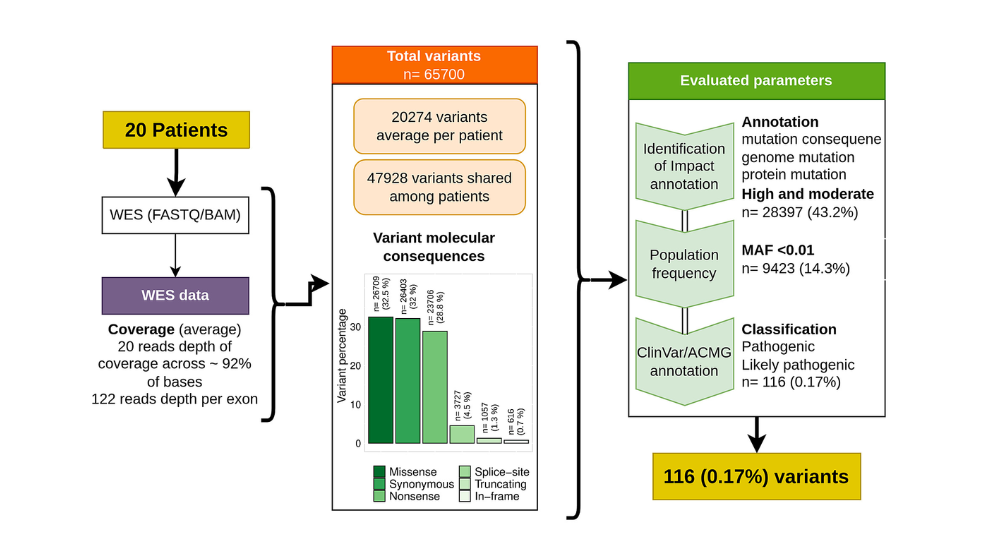 20 Patients
WES (FASTQ/BAM)
WES data
Coverage (average)
20 reads depth of
coverage across ~ 92%
of bases
122 reads depth per exon
Total variants
n= 65700
20274 variants
average per patient
47928 variants shared
among patients
Variant molecular
consequences
Variant percentage
30
20
10
0
n= 26709
(32.5 %)
n= 26403
(32 %)
n= 23706
(28.8 %)
n= 3727
(4.5 %)
n= 1057
(1.3 %)
n= 616
(0.7 %)
Missense
Synonymous
Nonsense
Splice–site
Truncating
In–frame
Evaluated parameters
Identification
of Impact
annotation
Annotation
mutation consequene
genome mutation
protein mutation
High and moderate
n= 28397 (43.2%)
Population
frequency
MAF <0.01
n= 9423 (14.3%)
ClinVar/ACMG
annotation
Classification
Pathogenic
Likely pathogenic
n= 116 (0.17%)
116 (0.17%) variants